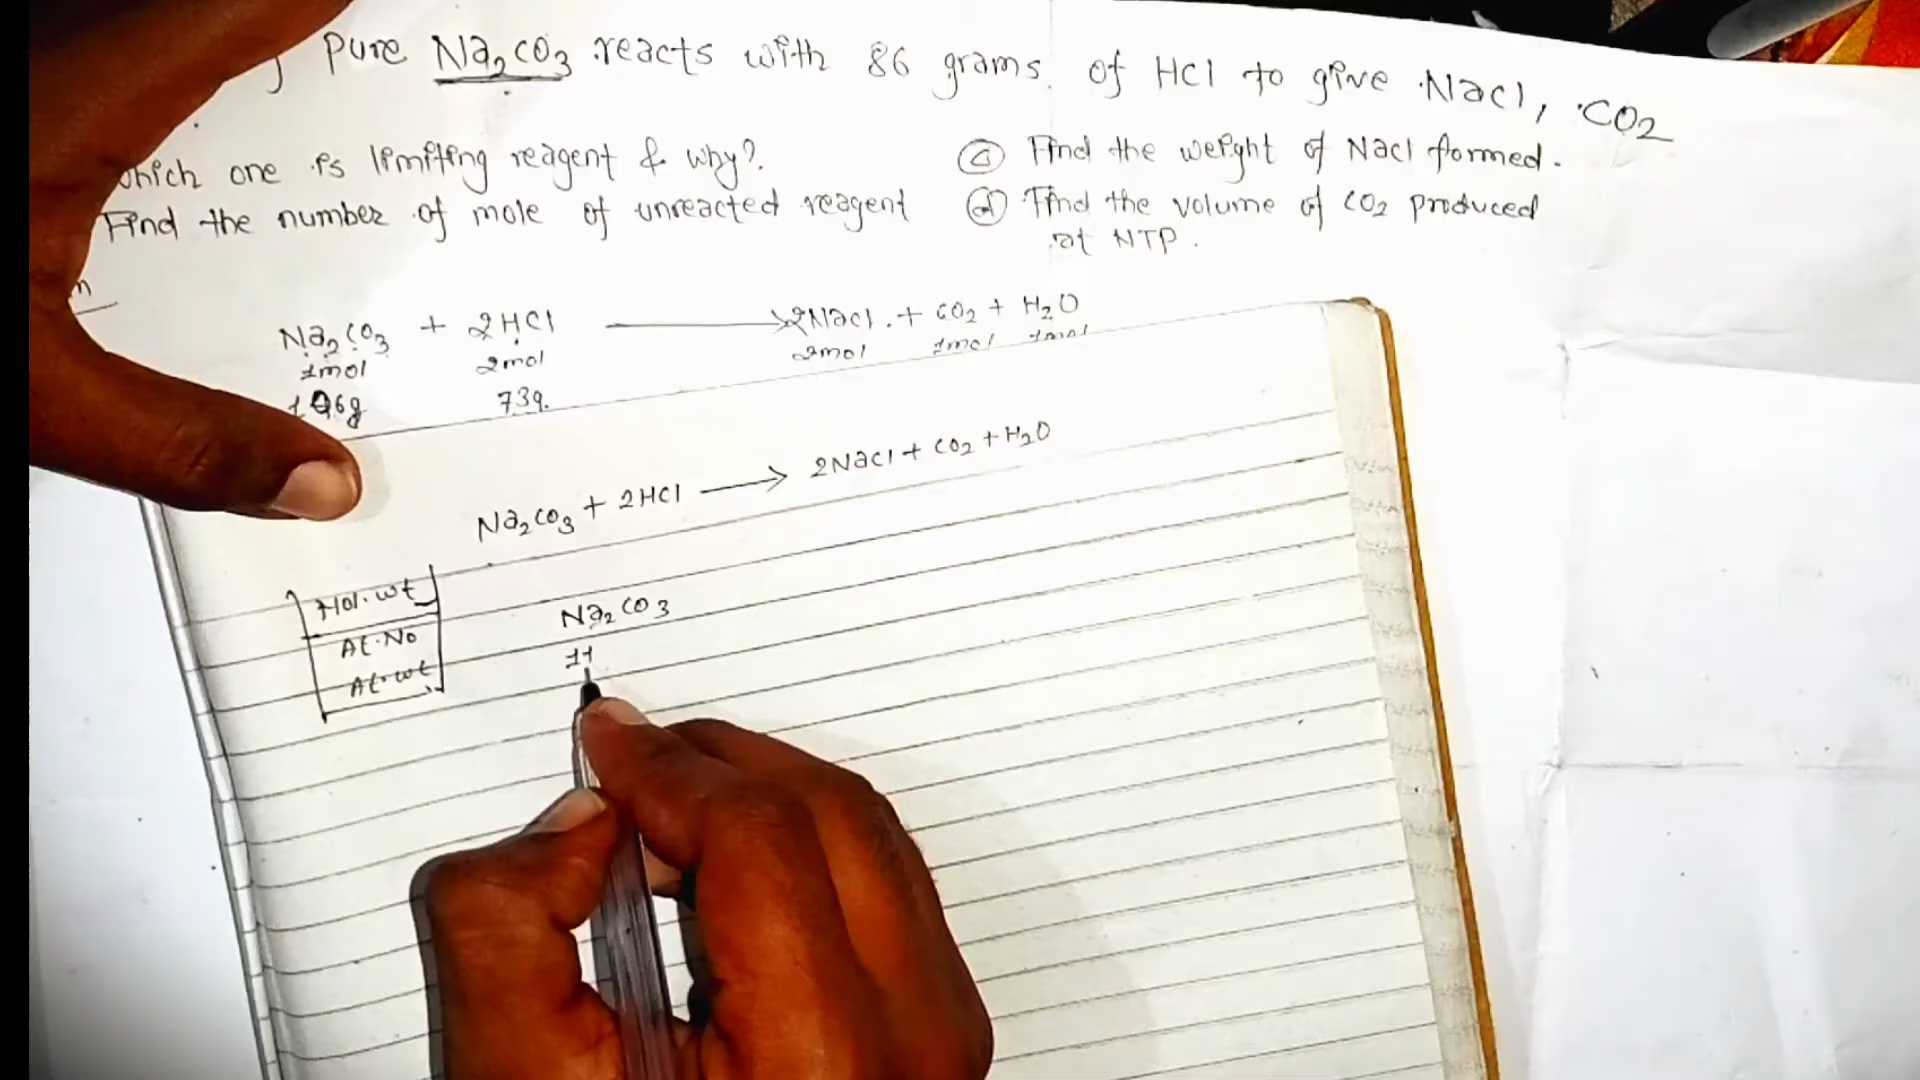 pure Na₂CO₃ reacts with 86 grams of HCl to give NaCl, CO₂
which one is limiting reagent & why?
Find the number of mole of unreacted reagent
c Find the weight of NaCl formed.
d Find the volume of CO₂ produced
at NTP.
Na₂CO₃ + 2HCl → 2NaCl + CO₂ + H₂O
1mol 2mol 2mol 1mol 1mol
106g 73g.
Na₂CO₃ + 2HCl → 2NaCl + CO₂ + H₂O
Mol. wt
At. No
At. wt
Na₂CO₃
11